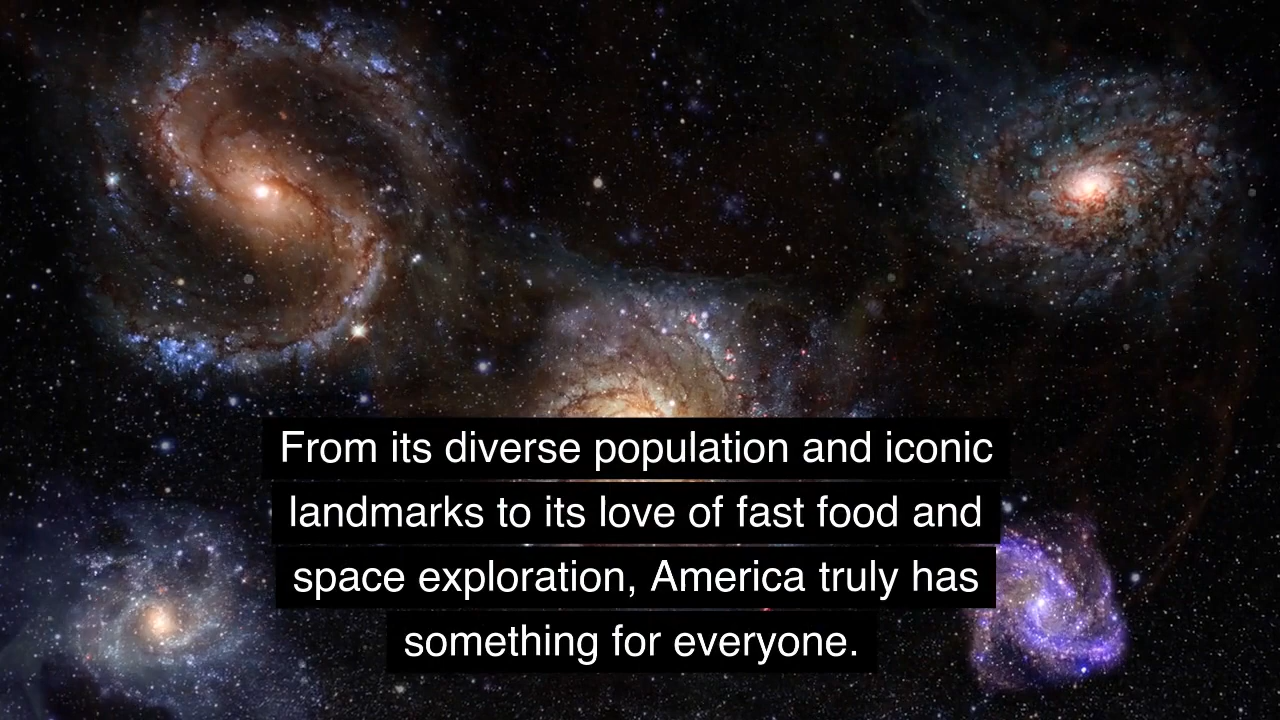 From its diverse population and iconic
landmarks to its love of fast food and
space exploration, America truly has
something for everyone.